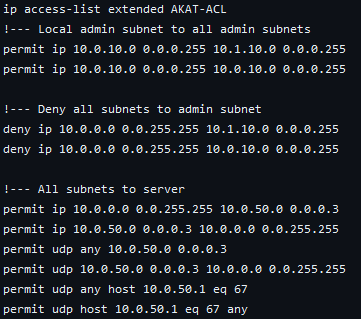 ip access-list extended AKAT-ACL
!--- Local admin subnet to all admin subnets
permit ip 10.0.10.0 0.0.0.255 10.1.10.0 0.0.0.255
permit ip 10.0.10.0 0.0.0.255 10.0.10.0 0.0.0.255
!--- Deny all subnets to admin subnet
deny ip 10.0.0.0 0.0.255.255 10.1.10.0 0.0.0.255
deny ip 10.0.0.0 0.0.255.255 10.0.10.0 0.0.0.255
!--- All subnets to server
permit ip 10.0.0.0 0.0.255.255 10.0.50.0 0.0.0.3
permit ip 10.0.50.0 0.0.0.3 10.0.0.0 0.0.255.255
permit udp any 10.0.50.0 0.0.0.3
permit udp 10.0.50.0 0.0.0.3 10.0.0.0 0.0.255.255
permit udp any host 10.0.50.1 eq 67
permit udp host 10.0.50.1 eq 67 any